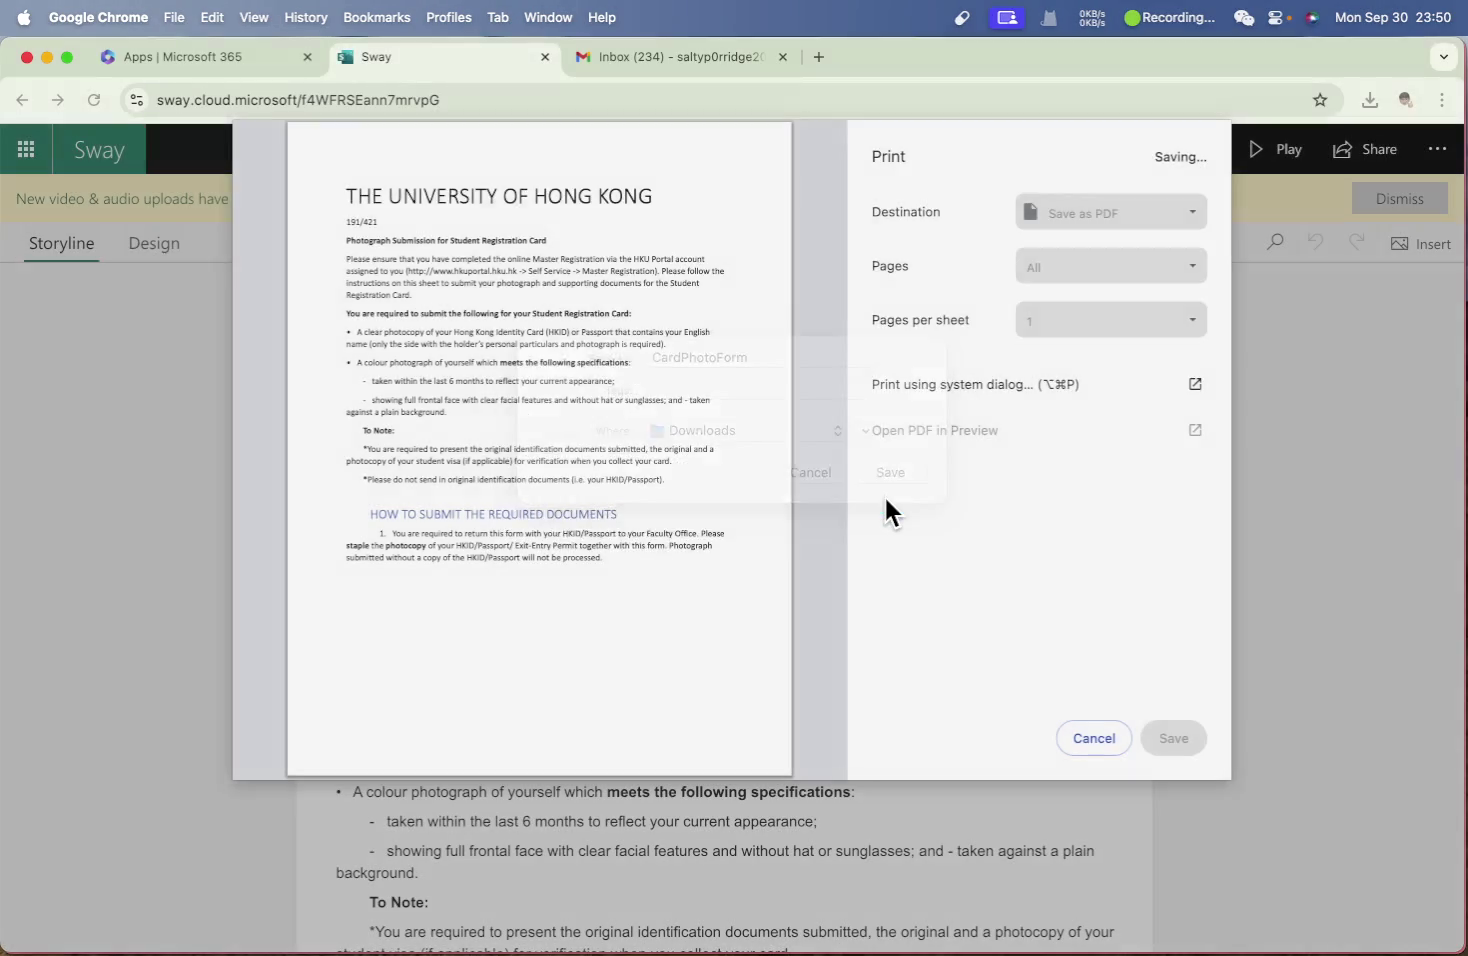 Google Chrome File Edit View History Bookmarks Profiles Tab Window Help 0KB/s 0KB/s Recording... Mon Sep 30 23:50
Apps | Microsoft 365 Sway Inbox (234) - saltyp0rridge20
sway.cloud.microsoft/f4WFRSEann7mrvpG
Sway Play Share
New video & audio uploads have Dismiss
Storyline Design Insert
THE UNIVERSITY OF HONG KONG
191/421
Photograph Submission for Student Registration Card
Please ensure that you have completed the online Master Registration via the HKU Portal account
assigned to you (http://www.hkuportal.hku.hk -> Self Service -> Master Registration). Please follow the
instructions on this sheet to submit your photograph and supporting documents for the Student
Registration Card.
You are required to submit the following for your Student Registration Card:
• A clear photocopy of your Hong Kong Identity Card (HKID) or Passport that contains your English
name (only the side with the holder's personal particulars and photograph is required).
• A colour photograph of yourself which meets the following specifications:
- taken within the last 6 months to reflect your current appearance;
- showing full frontal face with clear facial features and without hat or sunglasses; and - taken
against a plain background.
To Note:
*You are required to present the original identification documents submitted, the original and a
photocopy of your student visa (if applicable) for verification when you collect your card.
*Please do not send in original identification documents (i.e. your HKID/Passport).
HOW TO SUBMIT THE REQUIRED DOCUMENTS
1. You are required to return this form with your HKID/Passport to your Faculty Office. Please
staple the photocopy of your HKID/Passport/ Exit-Entry Permit together with this form. Photograph
submitted without a copy of the HKID/Passport will not be processed.
CardPhotoForm
Tags:
Where: Downloads
Cancel Save
Print Saving...
Destination Save as PDF
Pages All
Pages per sheet 1
Print using system dialog... (⌥⌘P)
Open PDF in Preview
Cancel Save
• A colour photograph of yourself which meets the following specifications:
- taken within the last 6 months to reflect your current appearance;
- showing full frontal face with clear facial features and without hat or sunglasses; and - taken against a plain
background.
To Note:
*You are required to present the original identification documents submitted, the original and a photocopy of your
student visa (if applicable) for verification when you collect your card.